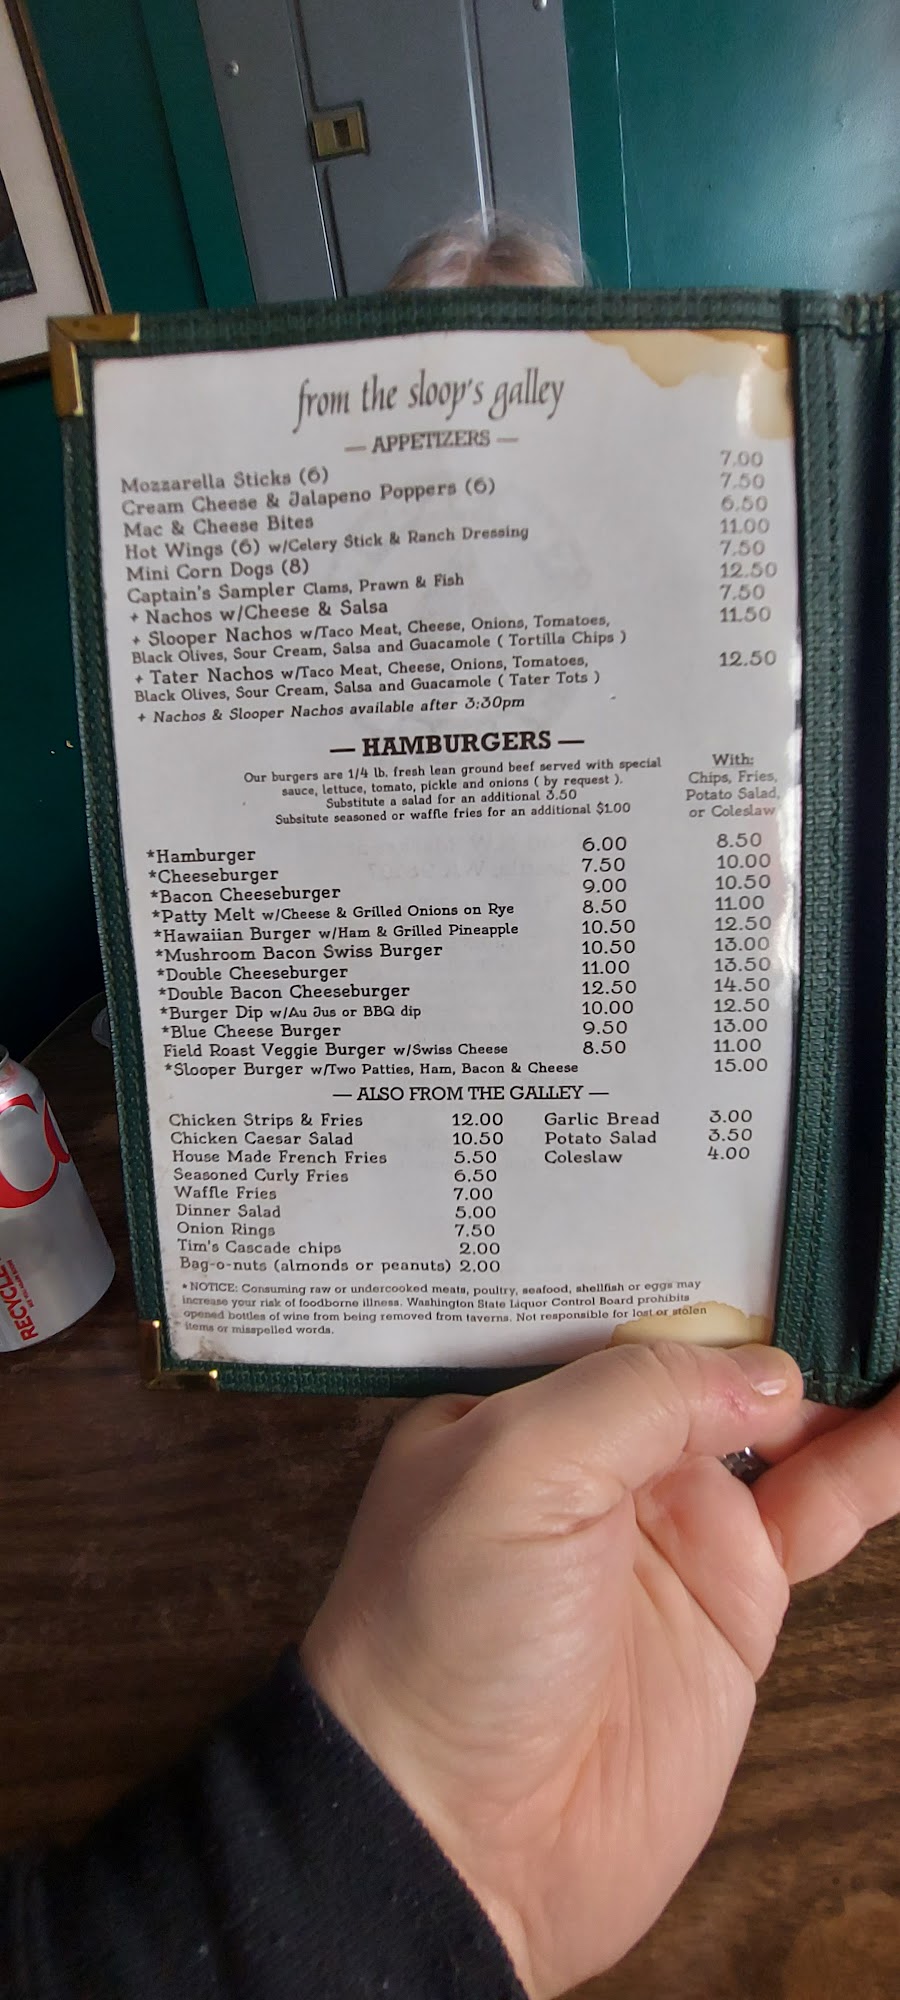 from the sloop's galley
— APPETIZERS —
Mozzarella Sticks (6) 7.00
Cream Cheese & Jalapeno Poppers (6) 7.50
Mac & Cheese Bites 6.50
Hot Wings (6) w/Celery Stick & Ranch Dressing 11.00
Mini Corn Dogs (8) 7.50
Captain's Sampler Clams, Prawn & Fish 12.50
+ Nachos w/Cheese & Salsa 7.50
+ Slooper Nachos w/Taco Meat, Cheese, Onions, Tomatoes, 11.50
Black Olives, Sour Cream, Salsa and Guacamole ( Tortilla Chips )
+ Tater Nachos w/Taco Meat, Cheese, Onions, Tomatoes, 12.50
Black Olives, Sour Cream, Salsa and Guacamole ( Tater Tots )
+ Nachos & Slooper Nachos available after 3:30pm
— HAMBURGERS —
Our burgers are 1/4 lb. fresh lean ground beef served with special
sauce, lettuce, tomato, pickle and onions ( by request ).
Substitute a salad for an additional 3.50
Subsitute seasoned or waffle fries for an additional $1.00
With:
Chips, Fries,
Potato Salad,
or Coleslaw
*Hamburger 6.00 8.50
*Cheeseburger 7.50 10.00
*Bacon Cheeseburger 9.00 10.50
*Patty Melt w/Cheese & Grilled Onions on Rye 8.50 11.00
*Hawaiian Burger w/Ham & Grilled Pineapple 10.50 12.50
*Mushroom Bacon Swiss Burger 10.50 13.00
*Double Cheeseburger 11.00 13.50
*Double Bacon Cheeseburger 12.50 14.50
*Burger Dip w/Au Jus or BBQ dip 10.00 12.50
*Blue Cheese Burger 9.50 13.00
Field Roast Veggie Burger w/Swiss Cheese 8.50 11.00
*Slooper Burger w/Two Patties, Ham, Bacon & Cheese 15.00
— ALSO FROM THE GALLEY —
Chicken Strips & Fries 12.00 Garlic Bread 3.00
Chicken Caesar Salad 10.50 Potato Salad 3.50
House Made French Fries 5.50 Coleslaw 4.00
Seasoned Curly Fries 6.50
Waffle Fries 7.00
Dinner Salad 5.00
Onion Rings 7.50
Tim's Cascade chips 2.00
Bag-o-nuts (almonds or peanuts) 2.00
* NOTICE: Consuming raw or undercooked meats, poultry, seafood, shellfish or eggs may
increase your risk of foodborne illness. Washington State Liquor Control Board prohibits
opened bottles of wine from being removed from taverns. Not responsible for lost or stolen
items or misspelled words.
RECYCLE